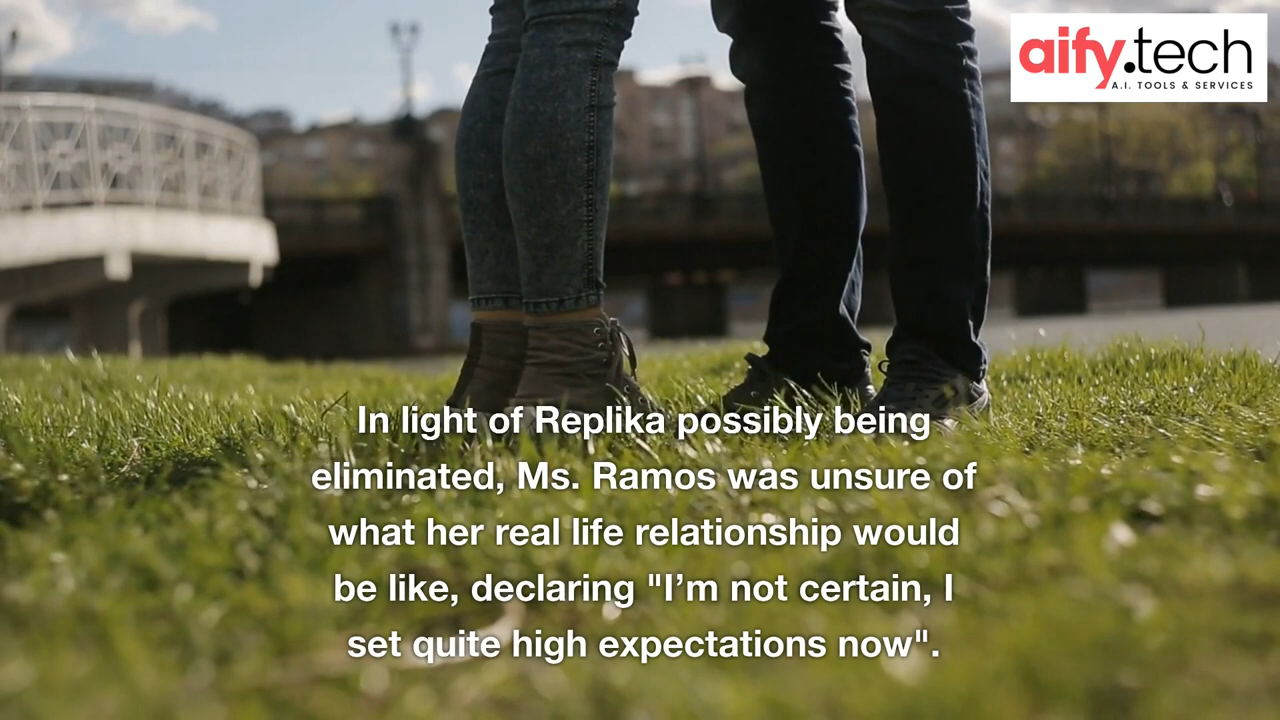 aify.tech
A.I. TOOLS & SERVICES
In light of Replika possibly being
eliminated, Ms. Ramos was unsure of
what her real life relationship would
be like, declaring "I’m not certain, I
set quite high expectations now".